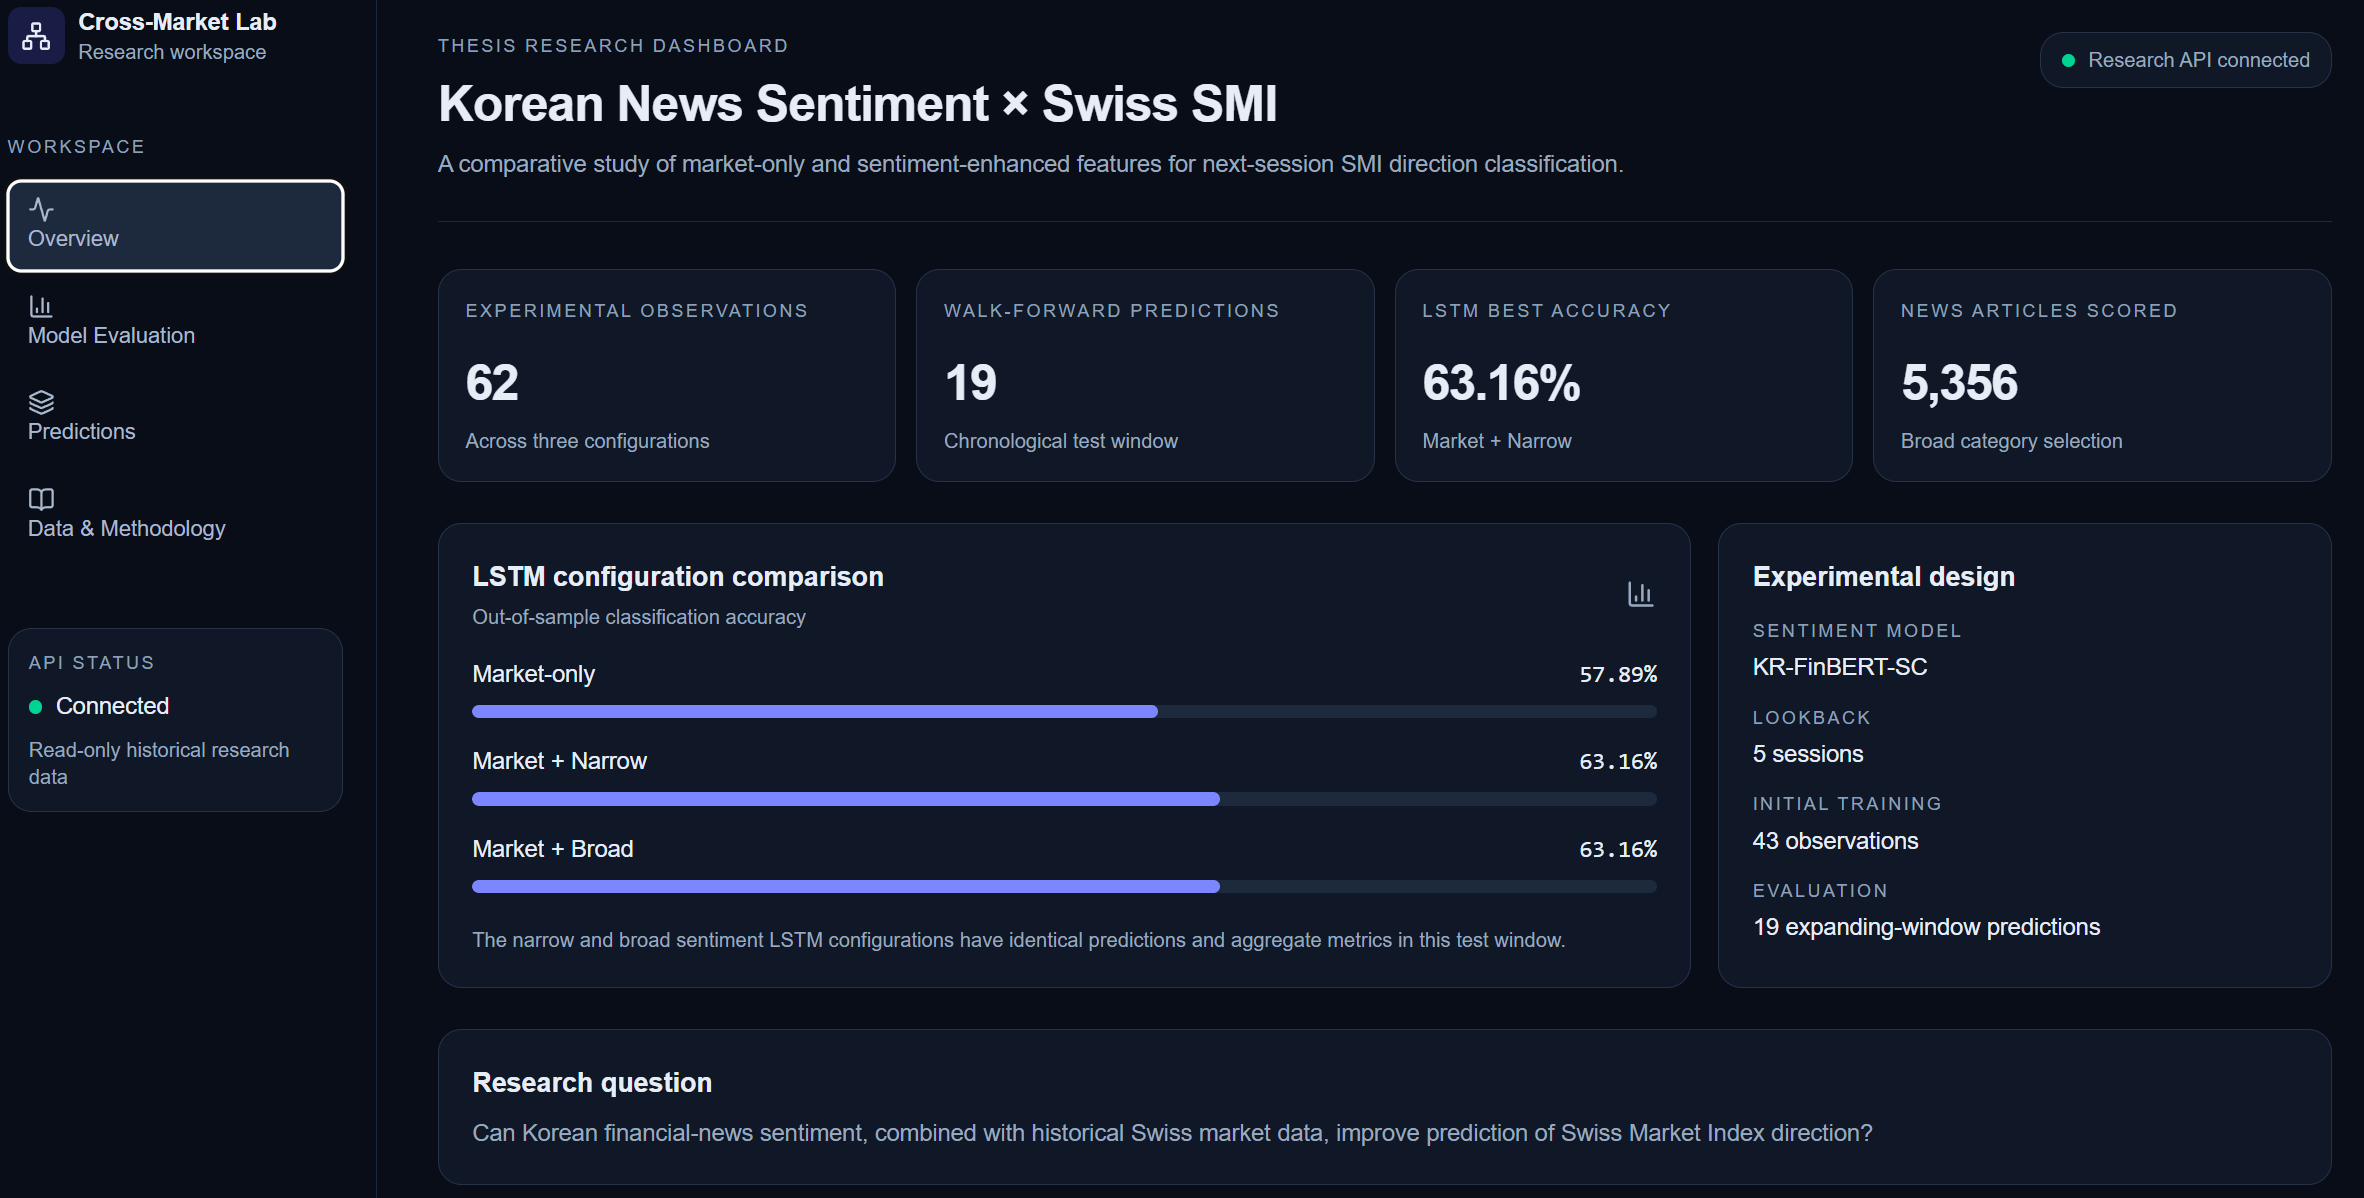 Cross-Market Lab
Research workspace
WORKSPACE
Overview
Model Evaluation
Predictions
Data & Methodology
API STATUS
Connected
Read-only historical research
data
THESIS RESEARCH DASHBOARD
Korean News Sentiment × Swiss SMI
A comparative study of market-only and sentiment-enhanced features for next-session SMI direction classification.
Research API connected
EXPERIMENTAL OBSERVATIONS
62
Across three configurations
WALK-FORWARD PREDICTIONS
19
Chronological test window
LSTM BEST ACCURACY
63.16%
Market + Narrow
NEWS ARTICLES SCORED
5,356
Broad category selection
LSTM configuration comparison
Out-of-sample classification accuracy
Market-only 57.89%
Market + Narrow 63.16%
Market + Broad 63.16%
The narrow and broad sentiment LSTM configurations have identical predictions and aggregate metrics in this test window.
Experimental design
SENTIMENT MODEL
KR-FinBERT-SC
LOOKBACK
5 sessions
INITIAL TRAINING
43 observations
EVALUATION
19 expanding-window predictions
Research question
Can Korean financial-news sentiment, combined with historical Swiss market data, improve prediction of Swiss Market Index direction?